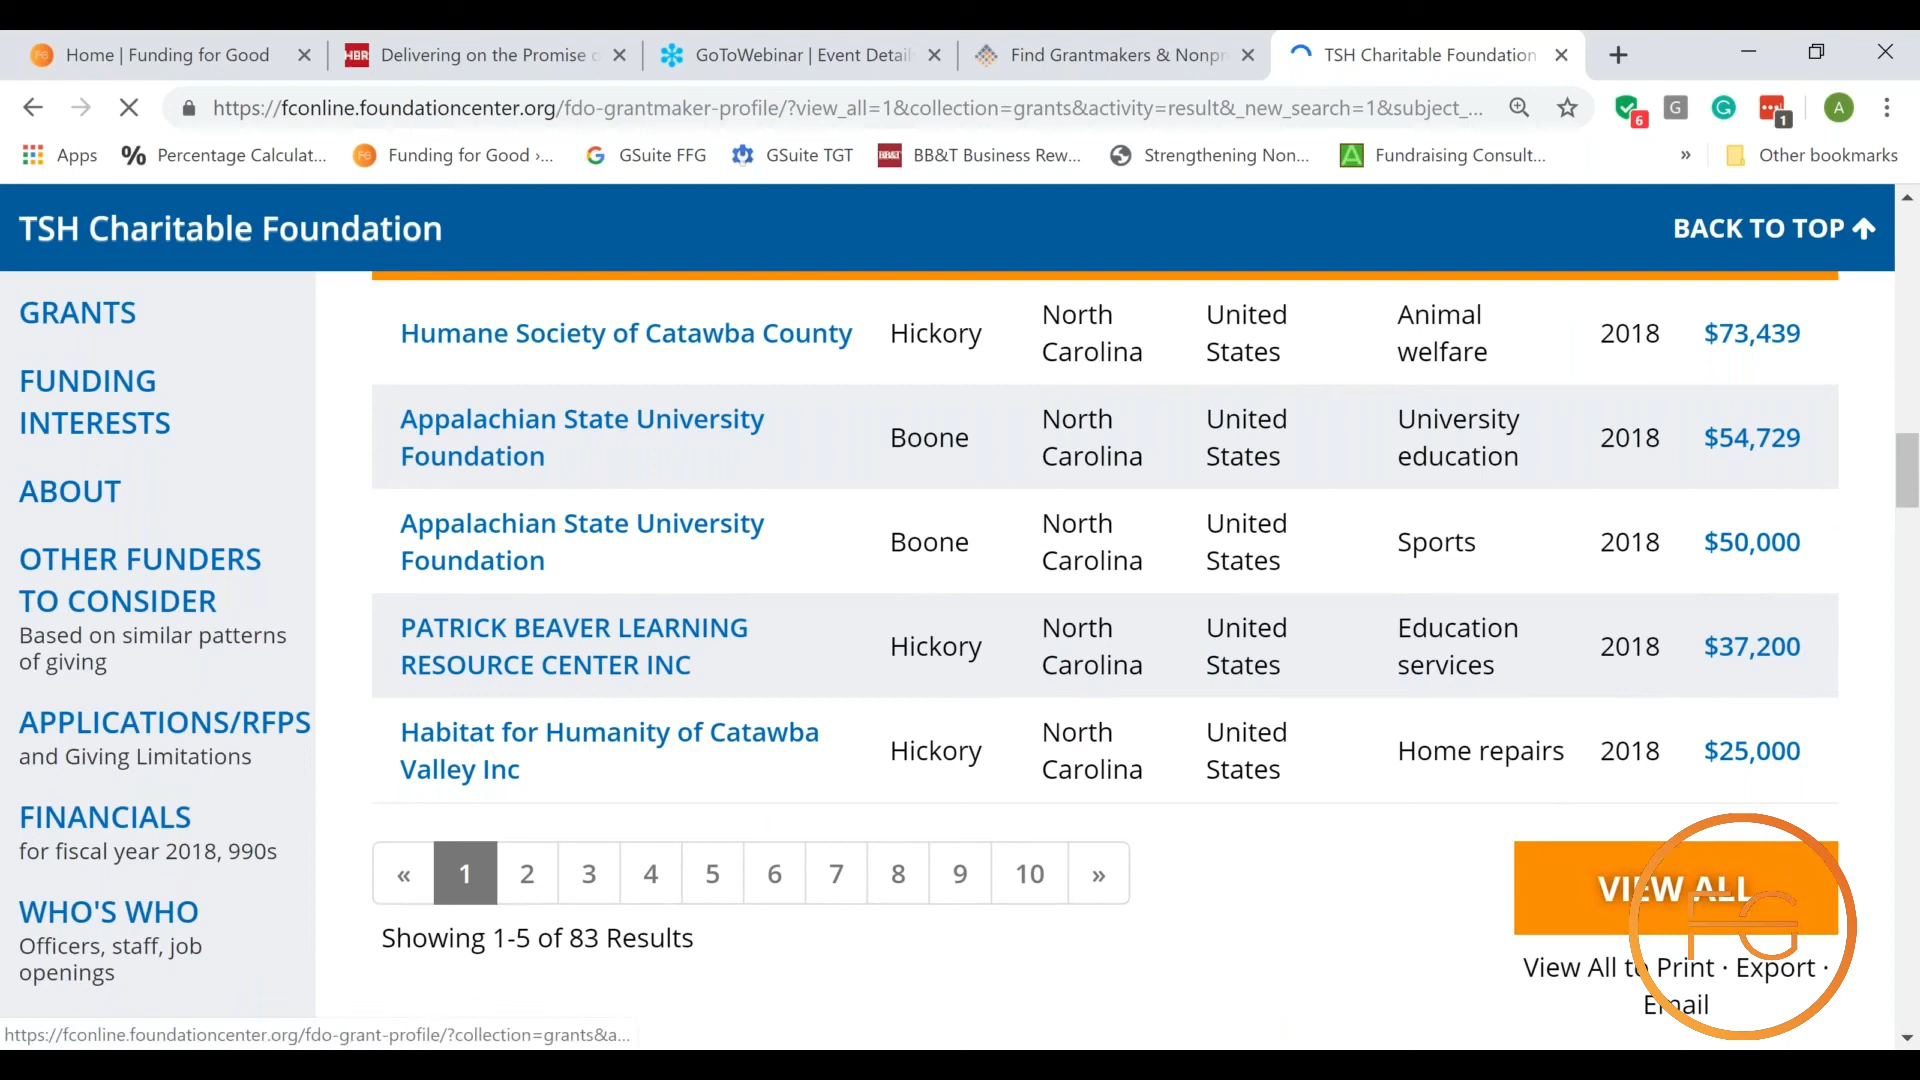 Home | Funding for Good
HBR Delivering on the Promise o
GoToWebinar | Event Detail
Find Grantmakers & Nonpr
TSH Charitable Foundation
https://fconline.foundationcenter.org/fdo-grantmaker-profile/?view_all=1&collection=grants&activity=result&_new_search=1&subject_...
6
G
1
A
Apps
% Percentage Calculat...
FG Funding for Good ›...
GSuite FFG
GSuite TGT
BB&T BB&T Business Rew...
Strengthening Non...
Fundraising Consult...
»
Other bookmarks
TSH Charitable Foundation
BACK TO TOP
GRANTS
FUNDING
INTERESTS
ABOUT
OTHER FUNDERS
TO CONSIDER
Based on similar patterns
of giving
APPLICATIONS/RFPS
and Giving Limitations
FINANCIALS
for fiscal year 2018, 990s
WHO'S WHO
Officers, staff, job
openings
Humane Society of Catawba County Hickory North Carolina United States Animal welfare 2018 $73,439
Appalachian State University Foundation Boone North Carolina United States University education 2018 $54,729
Appalachian State University Foundation Boone North Carolina United States Sports 2018 $50,000
PATRICK BEAVER LEARNING RESOURCE CENTER INC Hickory North Carolina United States Education services 2018 $37,200
Habitat for Humanity of Catawba Valley Inc Hickory North Carolina United States Home repairs 2018 $25,000
« 1 2 3 4 5 6 7 8 9 10 »
Showing 1-5 of 83 Results
VIEW ALL
View All to Print · Export ·
Email
FG
https://fconline.foundationcenter.org/fdo-grant-profile/?collection=grants&a...